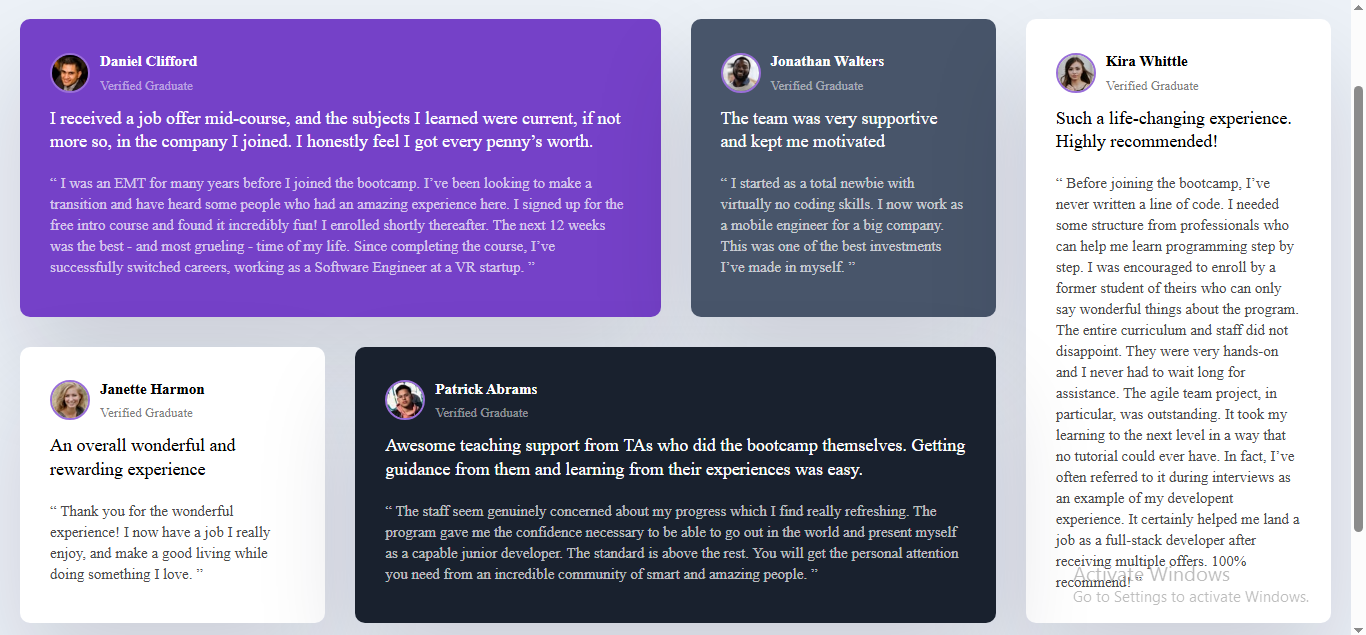 Daniel Clifford
Verified Graduate
I received a job offer mid-course, and the subjects I learned were current, if not
more so, in the company I joined. I honestly feel I got every penny’s worth.
“ I was an EMT for many years before I joined the bootcamp. I’ve been looking to make a
transition and have heard some people who had an amazing experience here. I signed up for the
free intro course and found it incredibly fun! I enrolled shortly thereafter. The next 12 weeks
was the best - and most grueling - time of my life. Since completing the course, I’ve
successfully switched careers, working as a Software Engineer at a VR startup. ”
Jonathan Walters
Verified Graduate
The team was very supportive
and kept me motivated
“ I started as a total newbie with
virtually no coding skills. I now work as
a mobile engineer for a big company.
This was one of the best investments
I’ve made in myself. ”
Kira Whittle
Verified Graduate
Such a life-changing experience.
Highly recommended!
“ Before joining the bootcamp, I’ve
never written a line of code. I needed
some structure from professionals who
can help me learn programming step by
step. I was encouraged to enroll by a
former student of theirs who can only
say wonderful things about the program.
The entire curriculum and staff did not
disappoint. They were very hands-on
and I never had to wait long for
assistance. The agile team project, in
particular, was outstanding. It took my
learning to the next level in a way that
no tutorial could ever have. In fact, I’ve
often referred to it during interviews as
an example of my developent
experience. It certainly helped me land a
job as a full-stack developer after
receiving multiple offers. 100%
recommend! ”
Janette Harmon
Verified Graduate
An overall wonderful and
rewarding experience
“ Thank you for the wonderful
experience! I now have a job I really
enjoy, and make a good living while
doing something I love. ”
Patrick Abrams
Verified Graduate
Awesome teaching support from TAs who did the bootcamp themselves. Getting
guidance from them and learning from their experiences was easy.
“ The staff seem genuinely concerned about my progress which I find really refreshing. The
program gave me the confidence necessary to be able to go out in the world and present myself
as a capable junior developer. The standard is above the rest. You will get the personal attention
you need from an incredible community of smart and amazing people. ”
Activate Windows
Go to Settings to activate Windows.